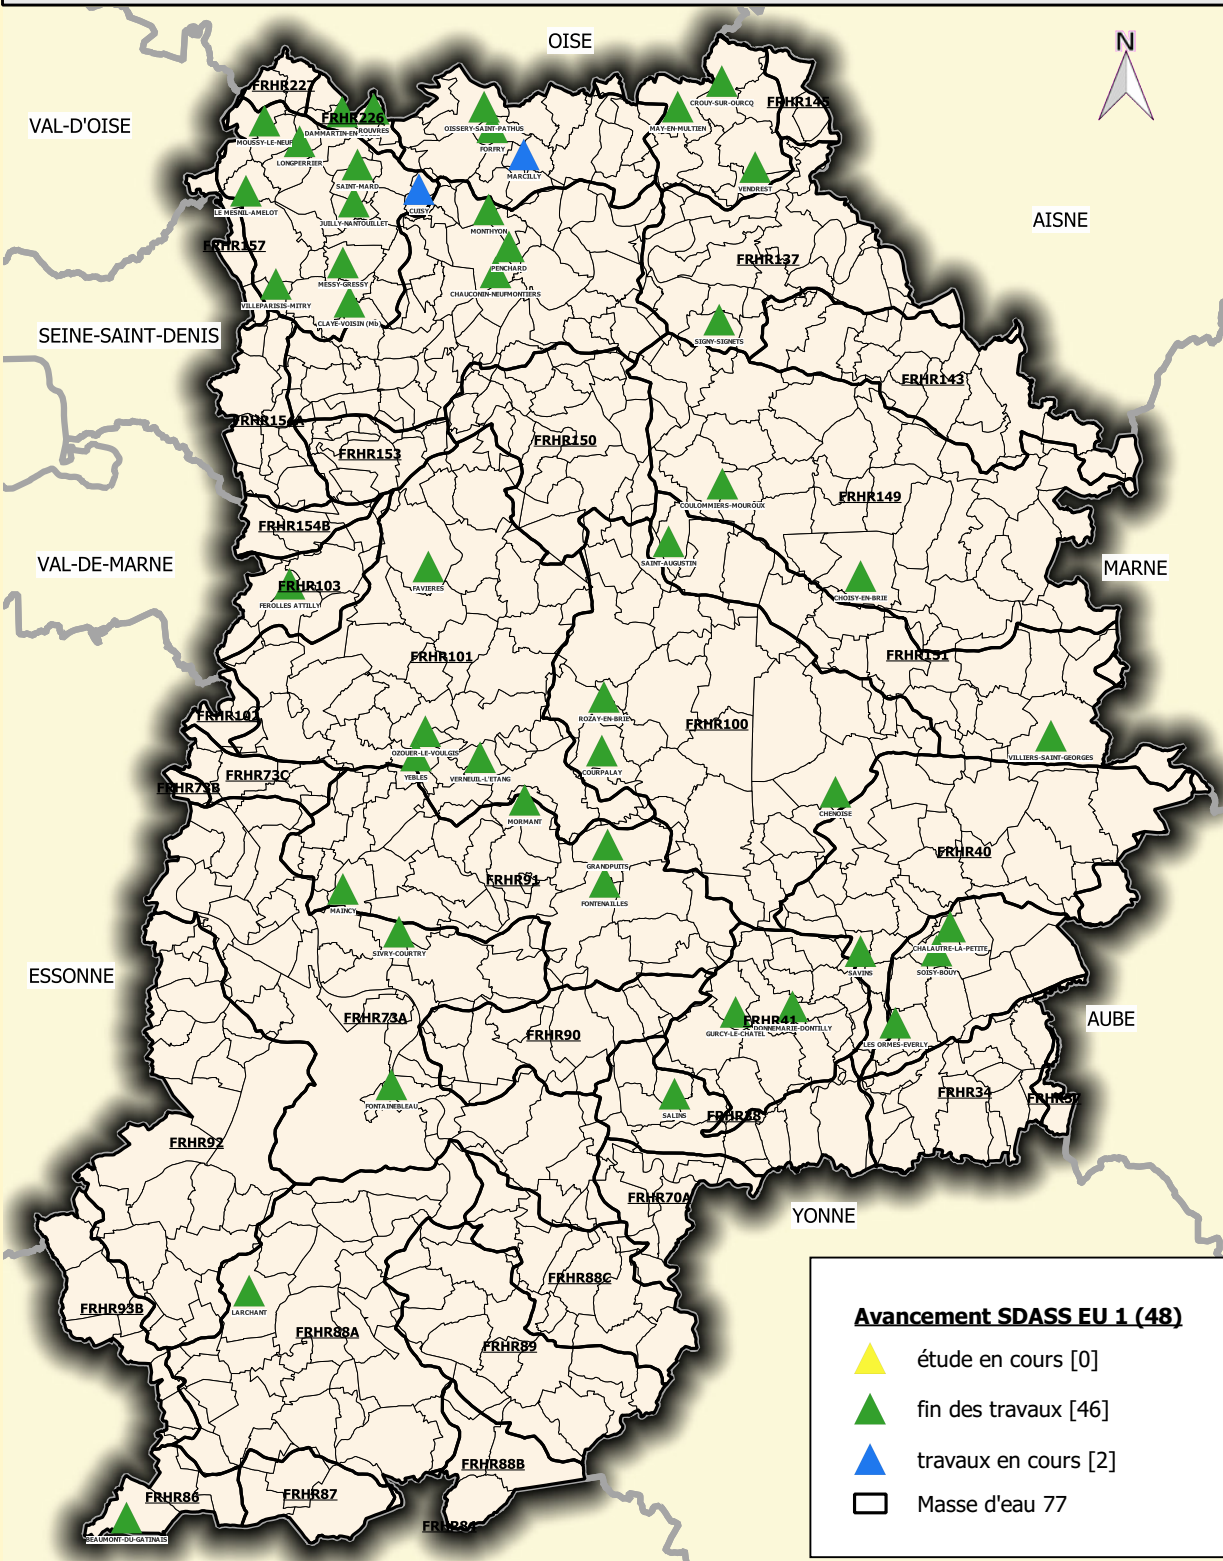 OISE
N
FRHR227
CROUY-SUR-OURCQ
FRHR145
VAL-D'OISE
FRHR226
ROUVRES
OISSERY-SAINT-PATHUS
MAY-EN-MULTIEN
MOUSSY-LE-NEUF
FORFRY
LONGPERRIER
MARCILLY
SAINT-MARD
VENDREST
LE MESNIL-AMELOT
CUISY
AISNE
JUILLY-NANTOUILLET
MONTHYON
FRHR157
FRHR137
PENCHARD
MESSY-GRESSY
CHAUCONIN-NEUFMONTIERS
VILLEPARISIS-MITRY
CLAYE-VOISIN (Mb)
SEINE-SAINT-DENIS
SIGNY-SIGNETS
FRHR143
FRHR154A
FRHR150
FRHR153
FRHR149
COULOMMIERS-MOUROUX
FRHR154B
SAINT-AUGUSTIN
VAL-DE-MARNE
MARNE
FRHR103
FAVIERES
CHOISY-EN-BRIE
FEROLLES ATTILLY
FRHR101
FRHR151
FRHR102
ROZAY-EN-BRIE
FRHR100
OZOUER-LE-VOULGIS
VILLIERS-SAINT-GEORGES
COURPALAY
FRHR73C
YEBLES
VERNEUIL-L'ETANG
FRHR73B
CHENOISE
MORMANT
FRHR40
GRANDPUITS
FRHR91
FONTENAILLES
MAINCY
CHALAUTRE-LA-PETITE
SIVRY-COURTRY
SAVINS
SOISY-BOUY
ESSONNE
FRHR73A
FRHR41
AUBE
DONNEMARIE-DONTILLY
GURCY-LE-CHATEL
FRHR90
LES ORMES-EVERLY
FRHR34
FONTAINEBLEAU
SALINS
FRHR38
FRHR92
FRHR70A
YONNE
FRHR88C
FRHR93B
LARCHANT
FRHR88A
FRHR89
Avancement SDASS EU 1 (48)
étude en cours [0]
fin des travaux [46]
travaux en cours [2]
Masse d'eau 77
FRHR88B
FRHR86
FRHR87
BEAUMONT-DU-GATINAIS